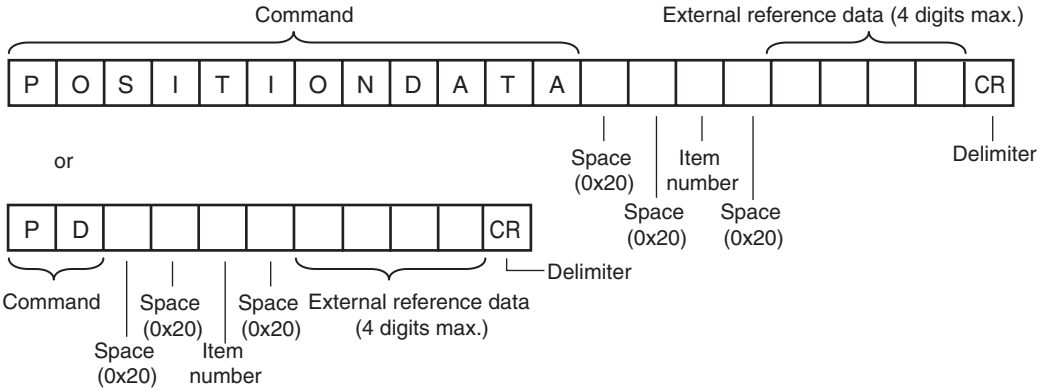 Command
External reference data (4 digits max.)
P O S I T I O N D A T A CR
Space
(0x20)
Item
number
Delimiter
Space
(0x20)
Space
(0x20)
or
P D CR
Delimiter
Command
Space
(0x20)
Space
(0x20)
External reference data
(4 digits max.)
Space
(0x20)
Item
number